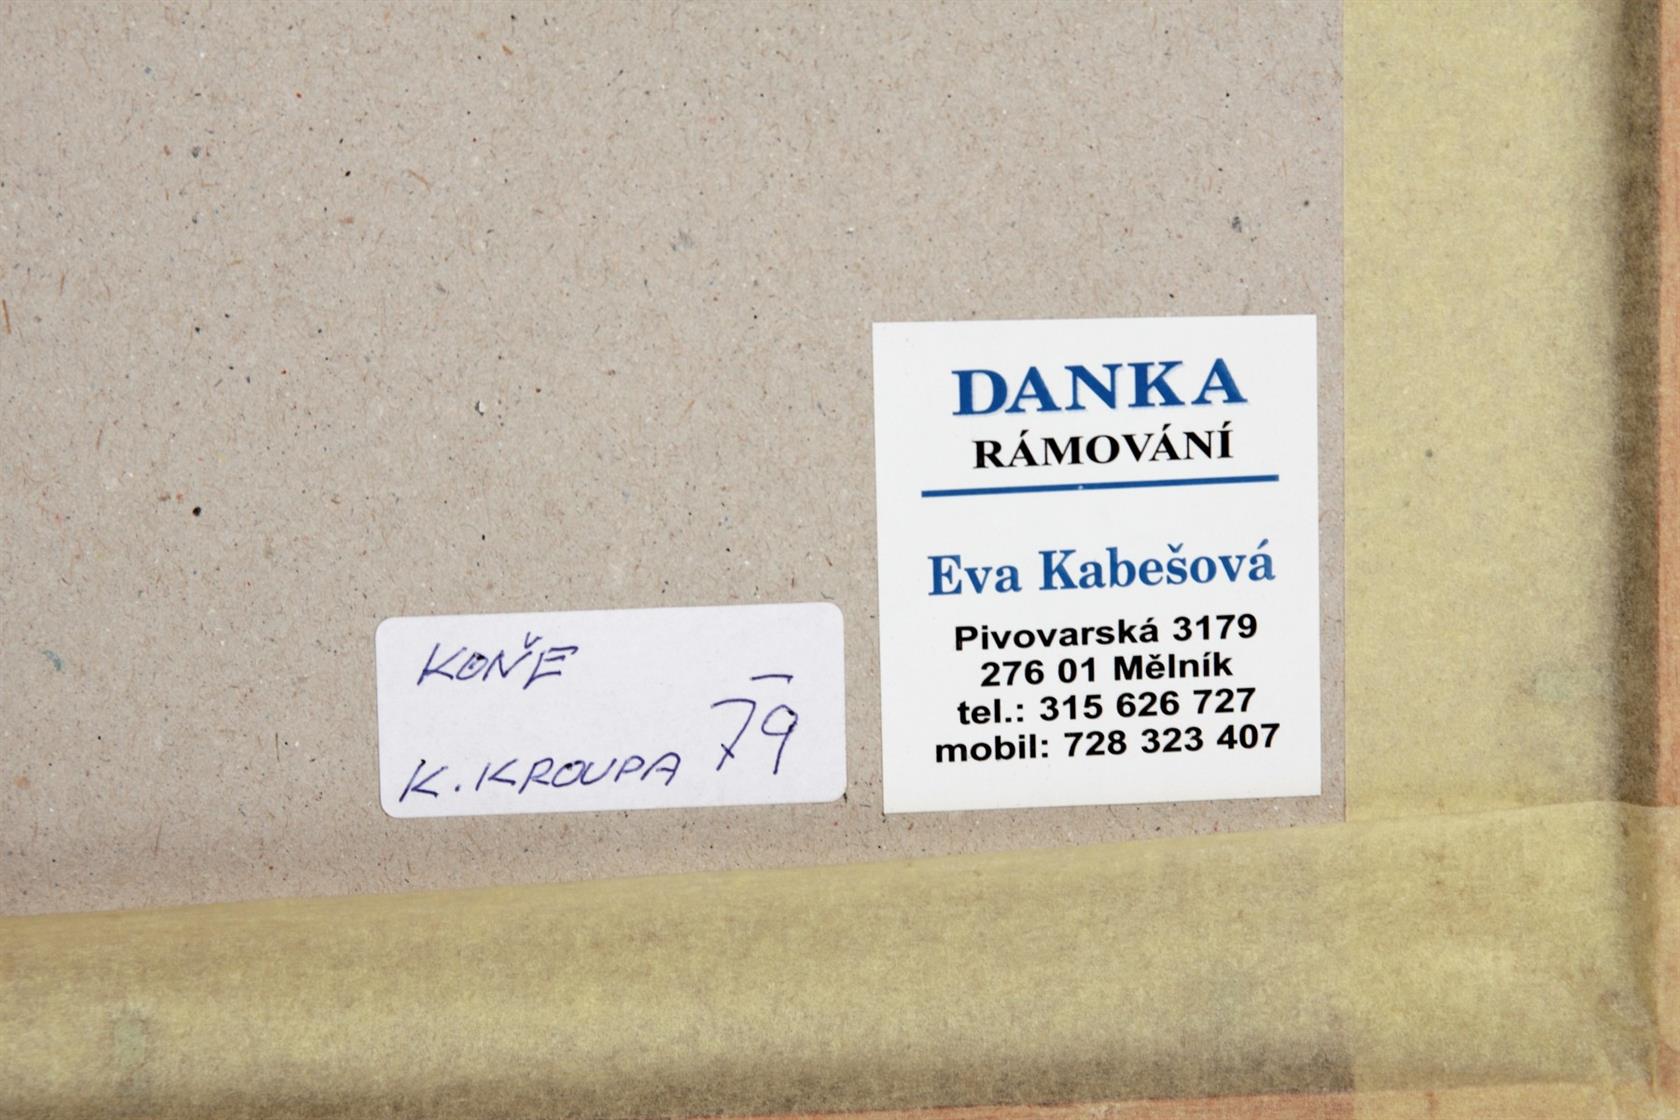 KOŇE
79
K. KROUPA
DANKA
RÁMOVÁNÍ
Eva Kabešová
Pivovarská 3179
276 01 Mělník
tel.: 315 626 727
mobil: 728 323 407